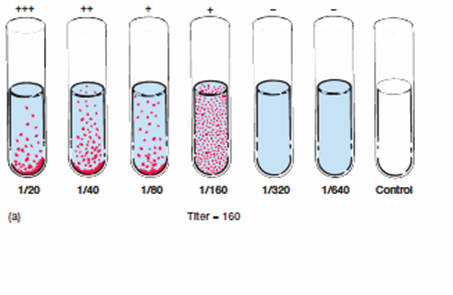 +++ ++ + + – –
1/20 1/40 1/80 1/160 1/320 1/640 Control
(a) Titer = 160